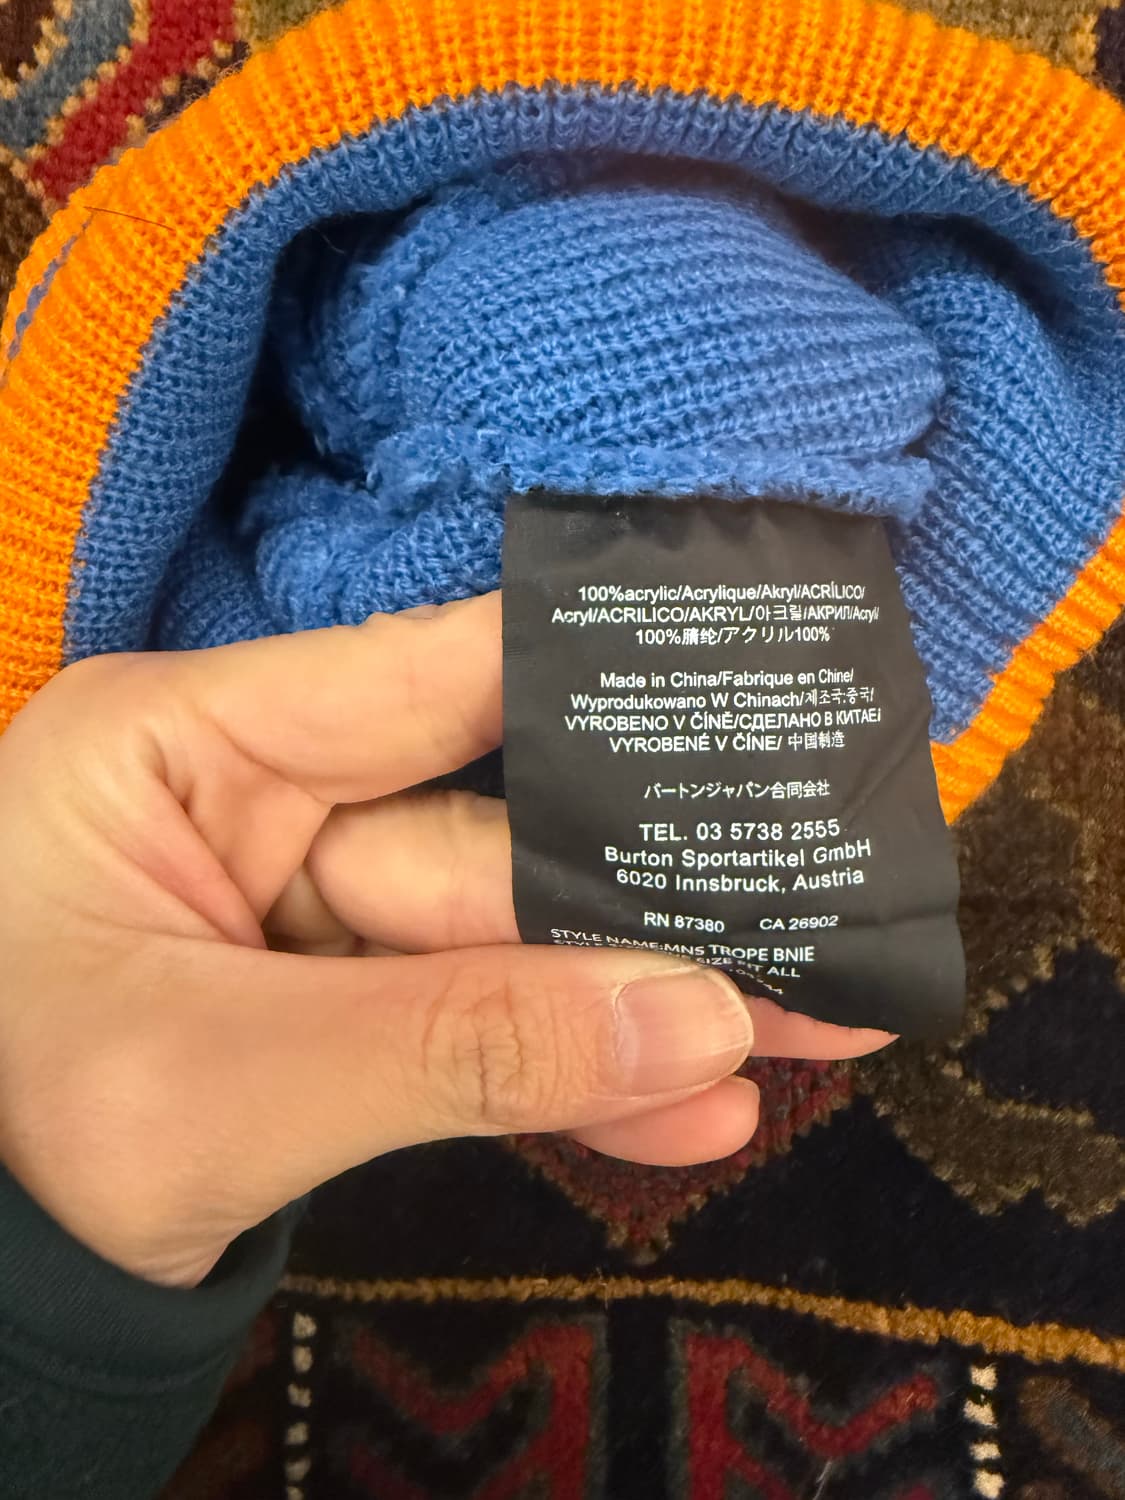 100%acrylic/Acrylique/Akryl/ACRÍLICO/
Acryl/ACRILICO/AKRYL/아크릴/АКРИЛ/Acryl/
100%腈纶/アクリル100%
Made in China/Fabrique en Chine/
Wyprodukowano W Chinach/제조국:중국/
VYROBENO V ČÍNĚ/СДЕЛАНО В КИТАЕ/
VYROBENÉ V ČÍNE/ 中国制造
バートンジャパン合同会社
TEL. 03 5738 2555
Burton Sportartikel GmbH
6020 Innsbruck, Austria
RN 87380 CA 26902
STYLE NAME:MNS TROPE BNIE
SIZE FIT ALL